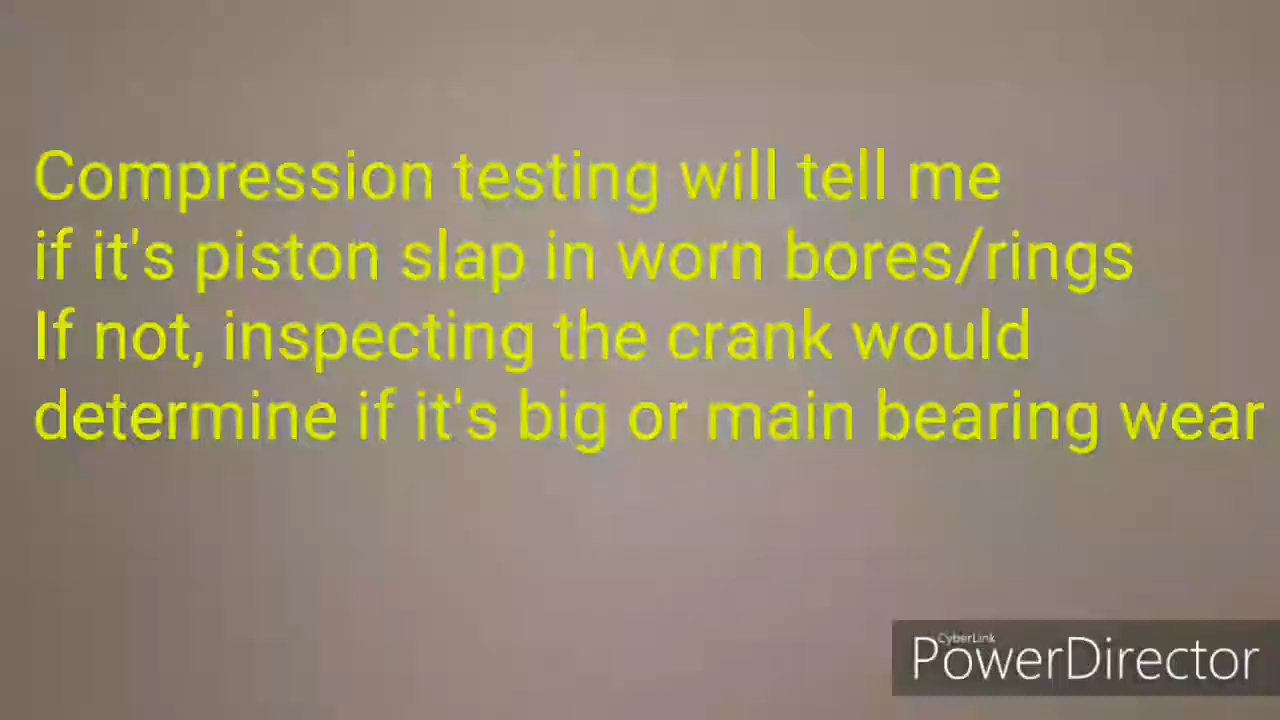 Compression testing will tell me
if it's piston slap in worn bores/rings
If not, inspecting the crank would
determine if it's big or main bearing wear
CyberLink
PowerDirector